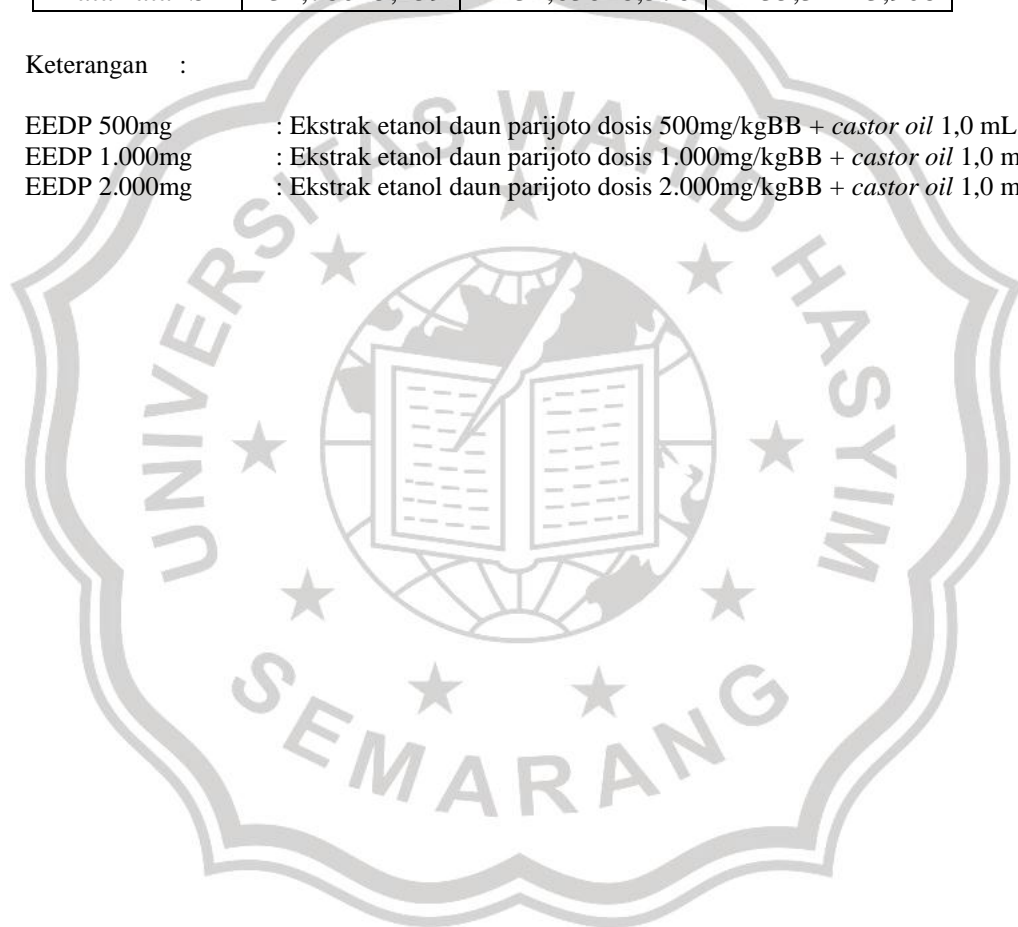 Keterangan :
EEDP 500mg : Ekstrak etanol daun parijoto dosis 500mg/kgBB + castor oil 1,0 mL
EEDP 1.000mg : Ekstrak etanol daun parijoto dosis 1.000mg/kgBB + castor oil 1,0 m
EEDP 2.000mg : Ekstrak etanol daun parijoto dosis 2.000mg/kgBB + castor oil 1,0 m
UNIVERSITAS WAHID HASYIM
SEMARANG